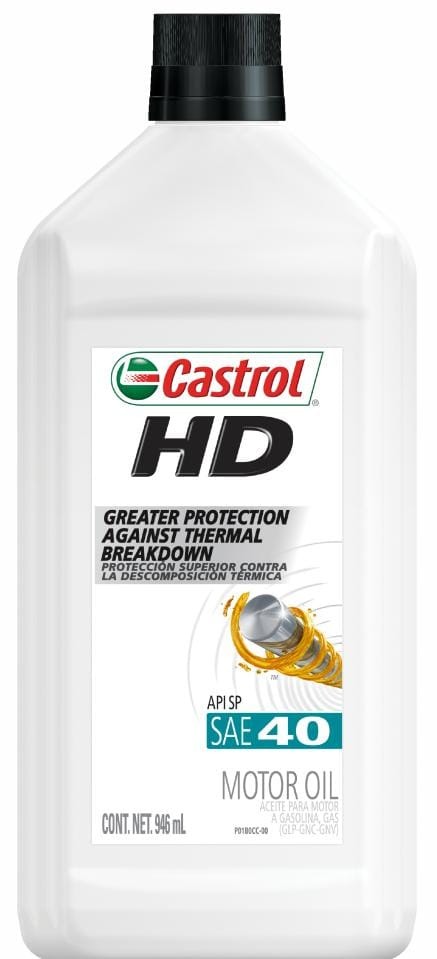 Castrol®
HD
GREATER PROTECTION
AGAINST THERMAL
BREAKDOWN
PROTECCIÓN SUPERIOR CONTRA
LA DESCOMPOSICIÓN TÉRMICA
TM
API SP
SAE 40
MOTOR OIL
ACEITE PARA MOTOR
A GASOLINA, GAS
(GLP-GNC-GNV)
CONT. NET. 946 mL
P01B0CC-00